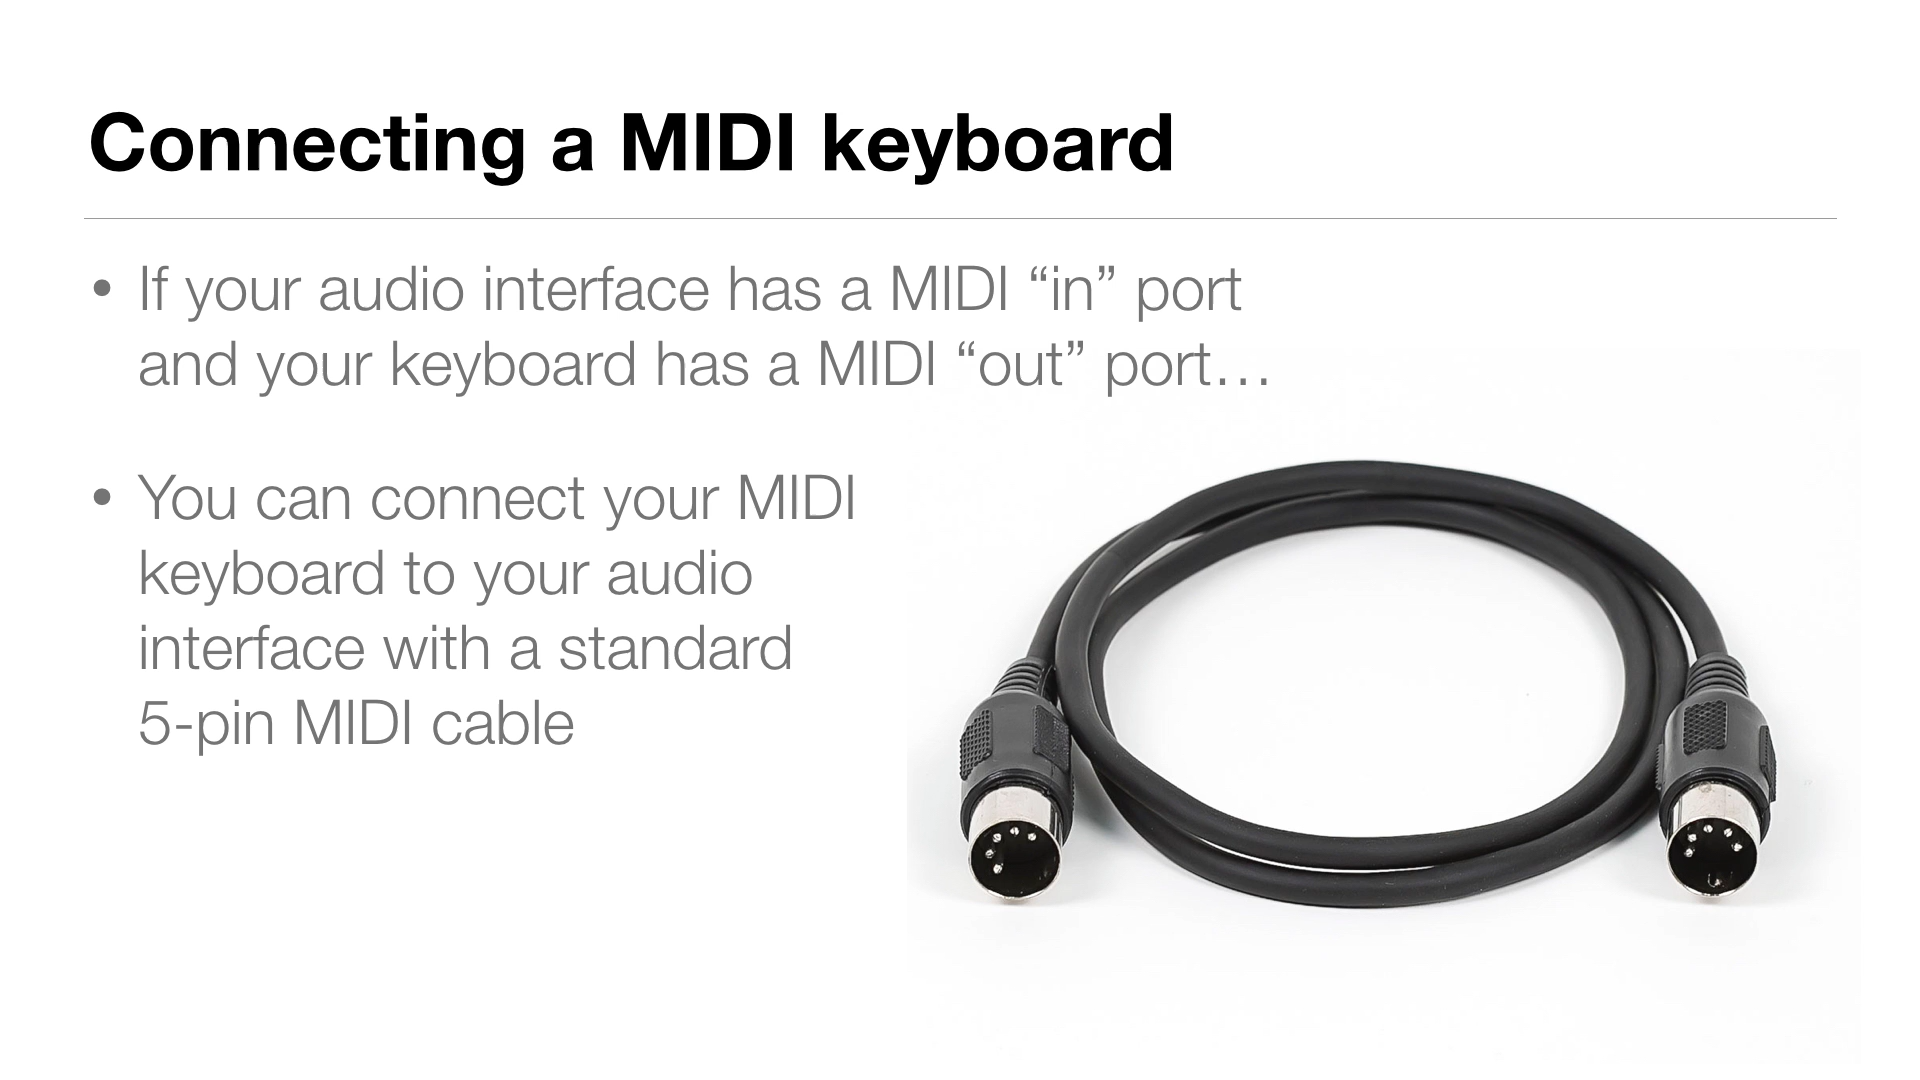 Connecting a MIDI keyboard
• If your audio interface has a MIDI “in” port
and your keyboard has a MIDI “out” port…
• You can connect your MIDI
keyboard to your audio
interface with a standard
5-pin MIDI cable